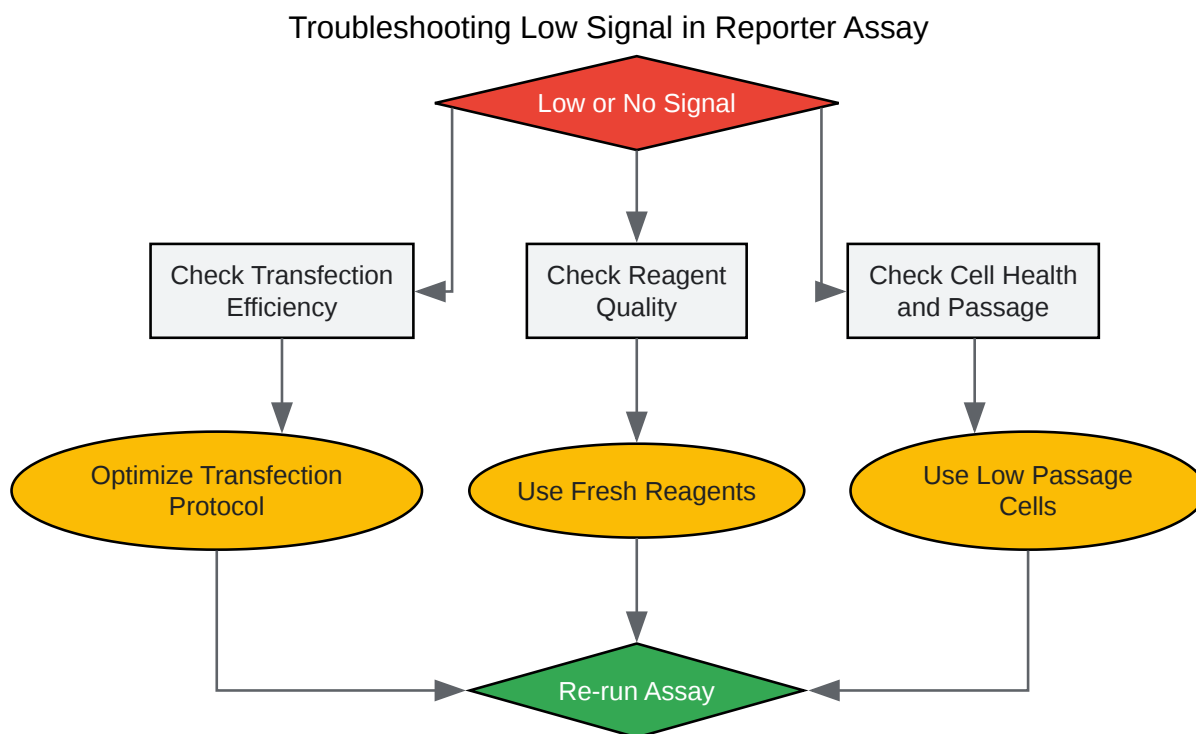 Troubleshooting Low Signal in Reporter Assay
Low or No Signal
Check Transfection
Efficiency
Check Reagent
Quality
Check Cell Health
and Passage
Optimize Transfection
Protocol
Use Fresh Reagents
Use Low Passage
Cells
Re-run Assay